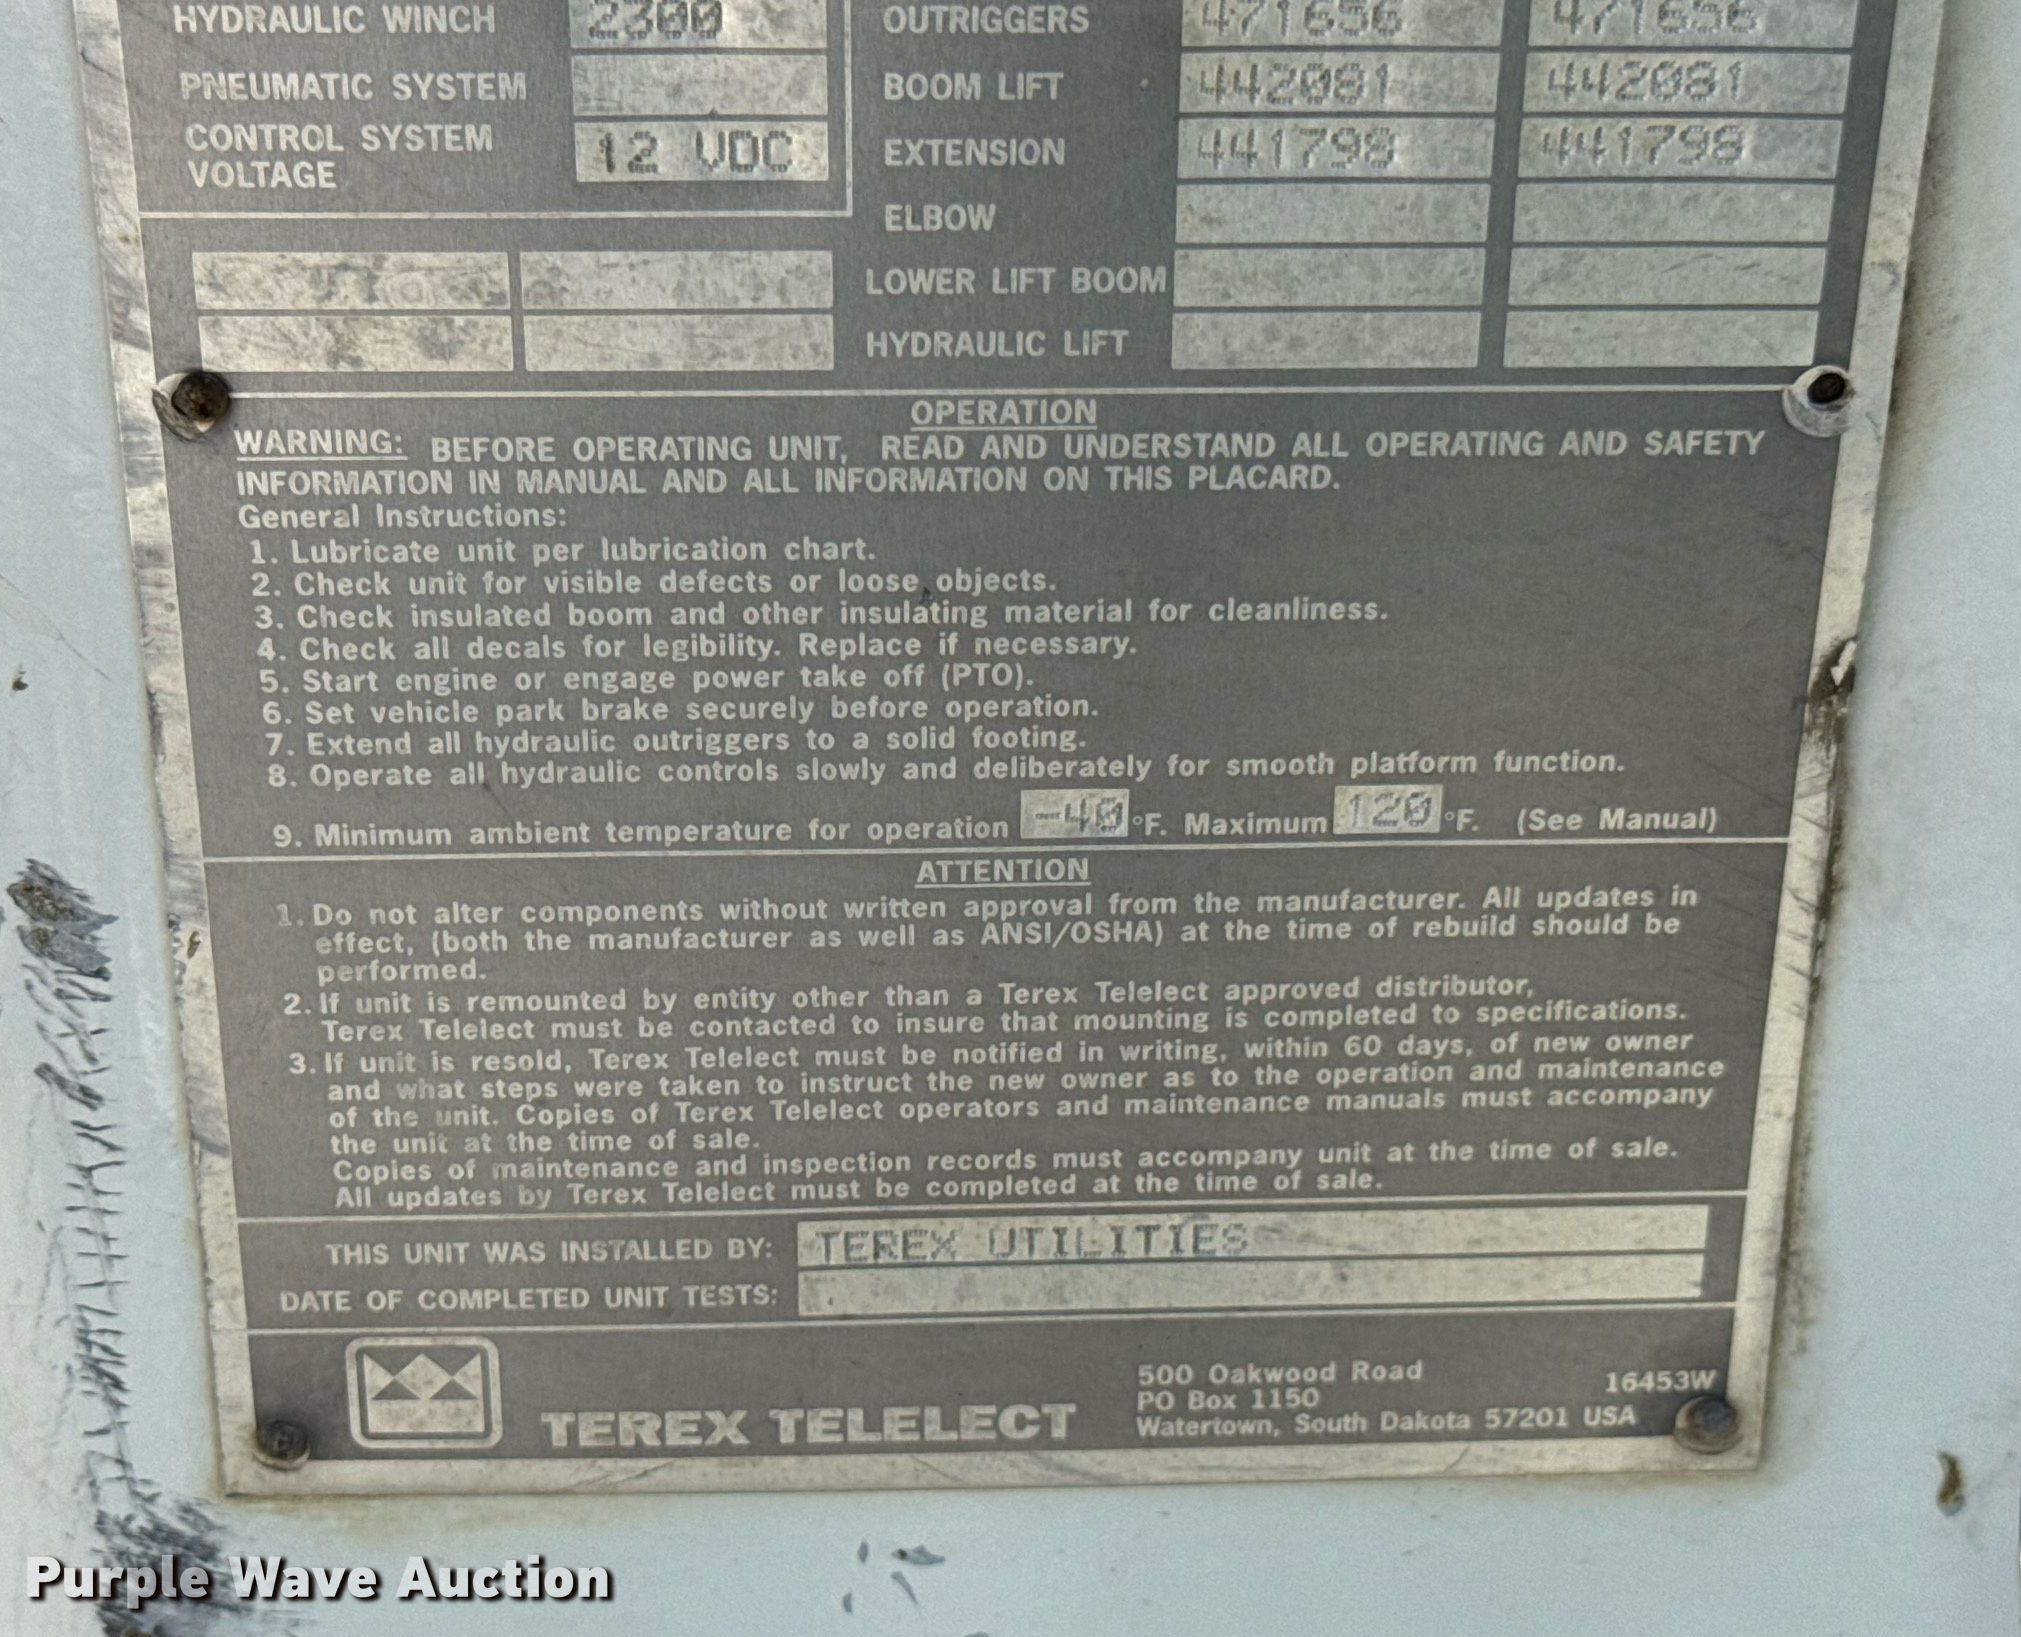 HYDRAULIC WINCH 2300
PNEUMATIC SYSTEM
CONTROL SYSTEM
VOLTAGE 12 VDC
OUTRIGGERS 471656 471656
BOOM LIFT 442081 442081
EXTENSION 441798 441798
ELBOW
LOWER LIFT BOOM
HYDRAULIC LIFT
OPERATION
WARNING: BEFORE OPERATING UNIT, READ AND UNDERSTAND ALL OPERATING AND SAFETY
INFORMATION IN MANUAL AND ALL INFORMATION ON THIS PLACARD.
General Instructions:
1. Lubricate unit per lubrication chart.
2. Check unit for visible defects or loose objects.
3. Check insulated boom and other insulating material for cleanliness.
4. Check all decals for legibility. Replace if necessary.
5. Start engine or engage power take off (PTO).
6. Set vehicle park brake securely before operation.
7. Extend all hydraulic outriggers to a solid footing.
8. Operate all hydraulic controls slowly and deliberately for smooth platform function.
9. Minimum ambient temperature for operation -40 °F. Maximum 120 °F. (See Manual)
ATTENTION
1. Do not alter components without written approval from the manufacturer. All updates in
effect, (both the manufacturer as well as ANSI/OSHA) at the time of rebuild should be
performed.
2. If unit is remounted by entity other than a Terex Telelect approved distributor,
Terex Telelect must be contacted to insure that mounting is completed to specifications.
3. If unit is resold, Terex Telelect must be notified in writing, within 60 days, of new owner
and what steps were taken to instruct the new owner as to the operation and maintenance
of the unit. Copies of Terex Telelect operators and maintenance manuals must accompany
the unit at the time of sale.
Copies of maintenance and inspection records must accompany unit at the time of sale.
All updates by Terex Telelect must be completed at the time of sale.
THIS UNIT WAS INSTALLED BY: TEREX UTILITIES
DATE OF COMPLETED UNIT TESTS:
TEREX TELELECT
500 Oakwood Road
PO Box 1150
Watertown, South Dakota 57201 USA
16453W
Purple Wave Auction